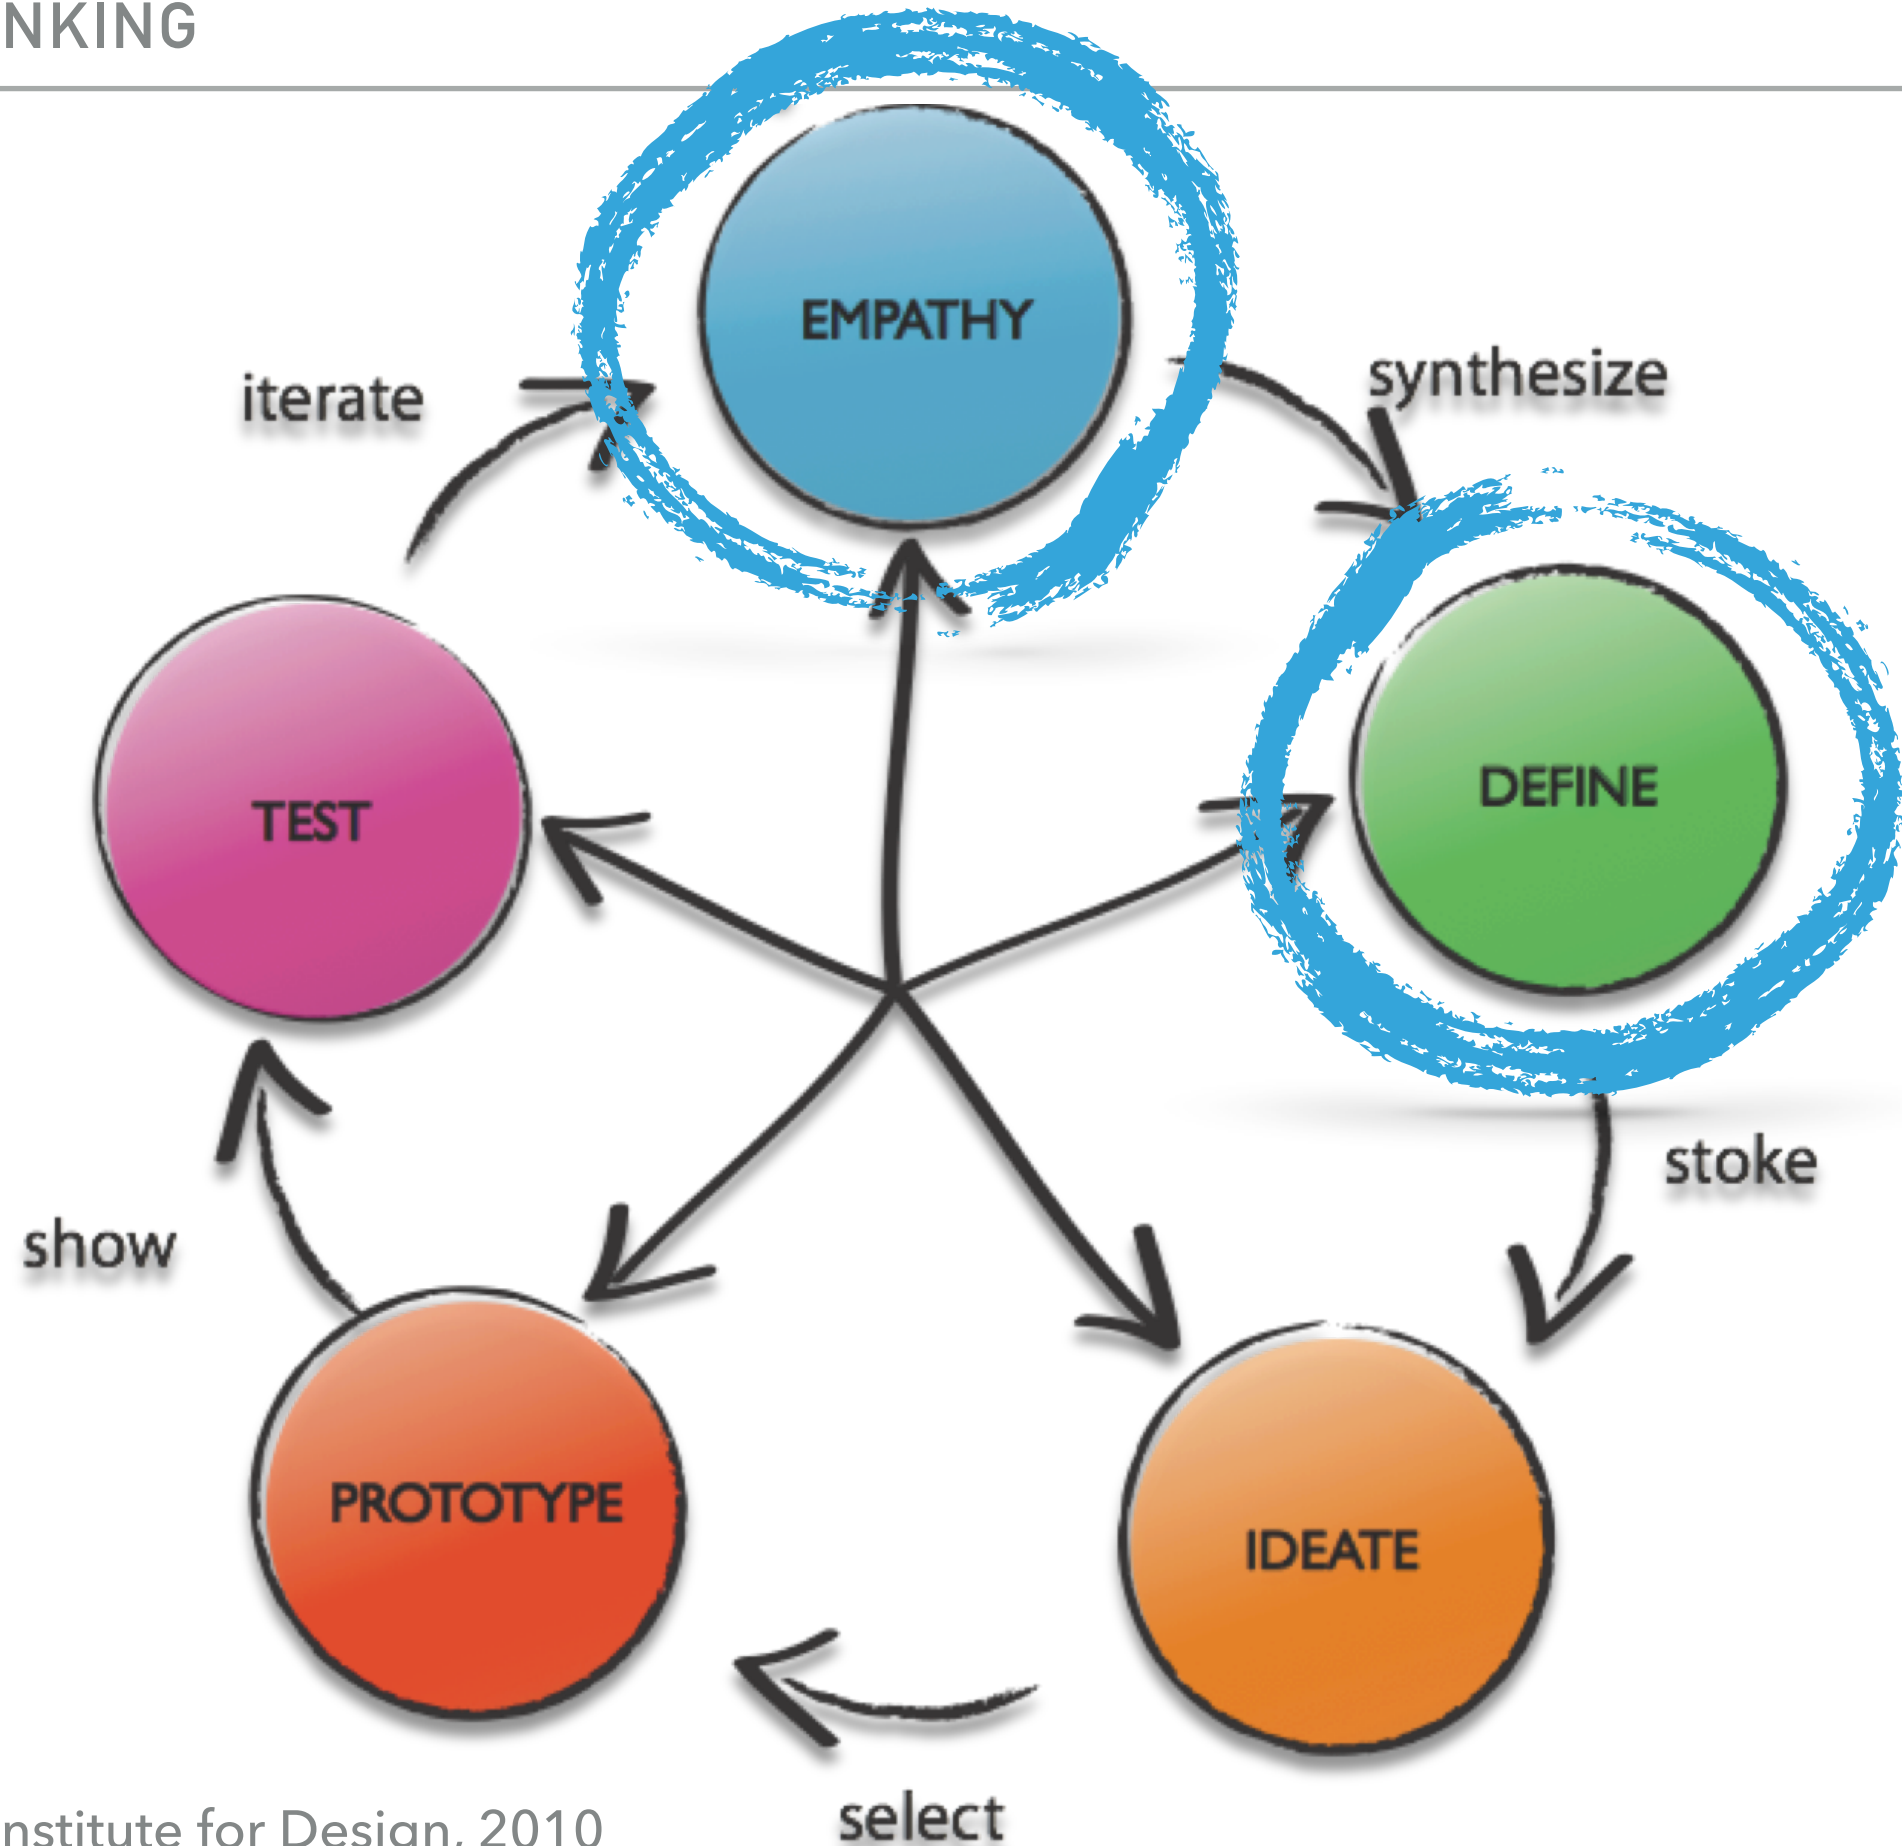 NKING
EMPATHY
iterate
synthesize
DEFINE
TEST
stoke
show
PROTOTYPE
IDEATE
select
nstitute for Design, 2010